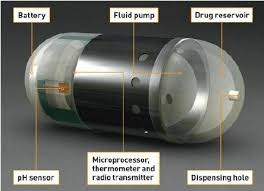 Battery
Fluid pump
Drug reservoir
pH sensor
Microprocessor,
thermometer and
radio transmitter
Dispensing hole